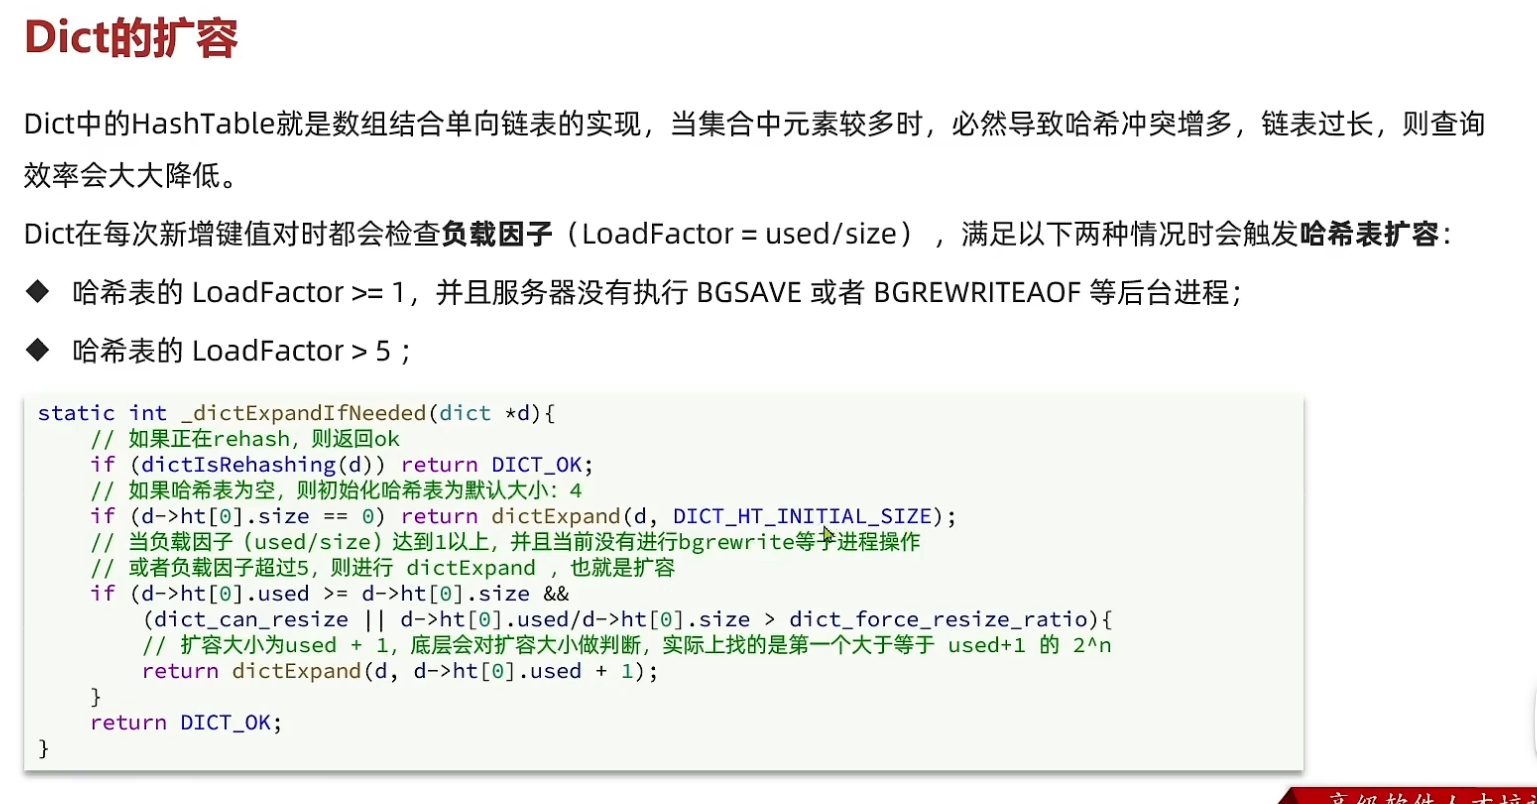 Dict的扩容
Dict中的HashTable就是数组结合单向链表的实现，当集合中元素较多时，必然导致哈希冲突增多，链表过长，则查询
效率会大大降低。
Dict在每次新增键值对时都会检查负载因子（LoadFactor = used/size），满足以下两种情况时会触发哈希表扩容：
◆ 哈希表的 LoadFactor >= 1，并且服务器没有执行 BGSAVE 或者 BGREWRITEAOF 等后台进程；
◆ 哈希表的 LoadFactor > 5 ；
static int _dictExpandIfNeeded(dict *d){
    // 如果正在rehash，则返回ok
    if (dictIsRehashing(d)) return DICT_OK;
    // 如果哈希表为空，则初始化哈希表为默认大小：4
    if (d->ht[0].size == 0) return dictExpand(d, DICT_HT_INITIAL_SIZE);
    // 当负载因子（used/size）达到1以上，并且当前没有进行bgrewrite等子进程操作
    // 或者负载因子超过5，则进行 dictExpand ，也就是扩容
    if (d->ht[0].used >= d->ht[0].size &&
        (dict_can_resize || d->ht[0].used/d->ht[0].size > dict_force_resize_ratio){
        // 扩容大小为used + 1，底层会对扩容大小做判断，实际上找的是第一个大于等于 used+1 的 2^n
        return dictExpand(d, d->ht[0].used + 1);
    }
    return DICT_OK;
}